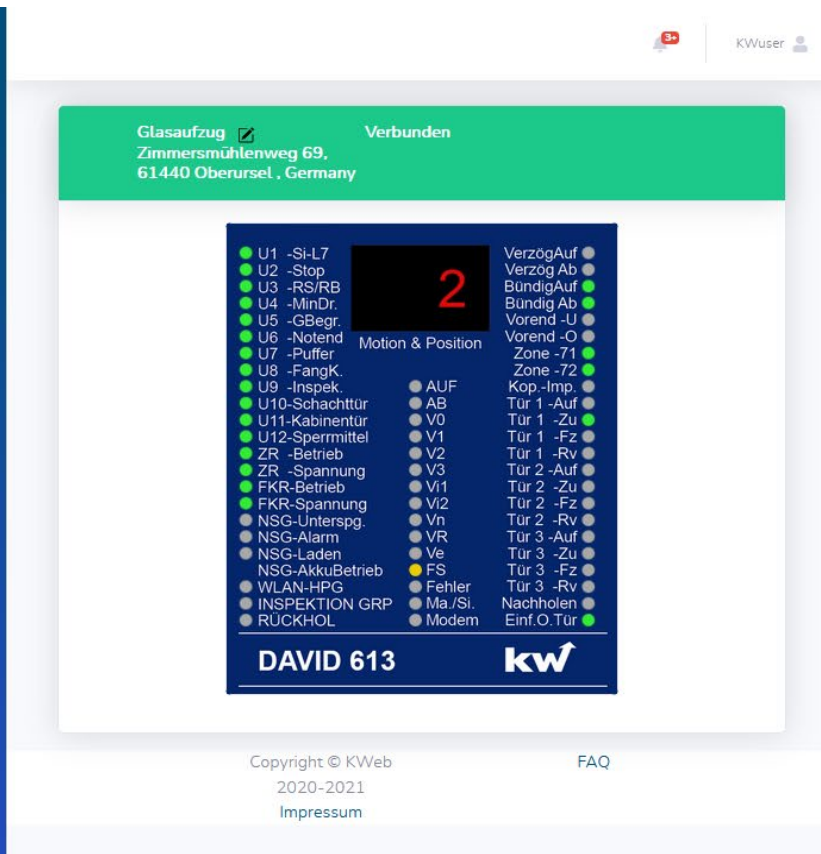 3+
KWuser
Glasaufzug
Verbunden
Zimmersmühlenweg 69,
61440 Oberursel , Germany
U1 -Si-L7
U2 -Stop
U3 -RS/RB
U4 -MinDr.
U5 -GBegr.
U6 -Notend
U7 -Puffer
U8 -FangK.
U9 -Inspek.
U10-Schachttür
U11-Kabinentür
U12-Sperrmittel
ZR -Betrieb
ZR -Spannung
FKR-Betrieb
FKR-Spannung
NSG-Unterspg.
NSG-Alarm
NSG-Laden
NSG-AkkuBetrieb
WLAN-HPG
INSPEKTION GRP
RÜCKHOL
2
Motion & Position
AUF
AB
V0
V1
V2
V3
Vi1
Vi2
Vn
VR
Ve
FS
Fehler
Ma./Si.
Modem
VerzögAuf
Verzög Ab
BündigAuf
Bündig Ab
Vorend -U
Vorend -O
Zone -71
Zone -72
Kop.-Imp.
Tür 1 -Auf
Tür 1 -Zu
Tür 1 -Fz
Tür 1 -Rv
Tür 2 -Auf
Tür 2 -Zu
Tür 2 -Fz
Tür 2 -Rv
Tür 3 -Auf
Tür 3 -Zu
Tür 3 -Fz
Tür 3 -Rv
Nachholen
Einf.O.Tür
DAVID 613
kw
Copyright © KWeb
2020-2021
Impressum
FAQ